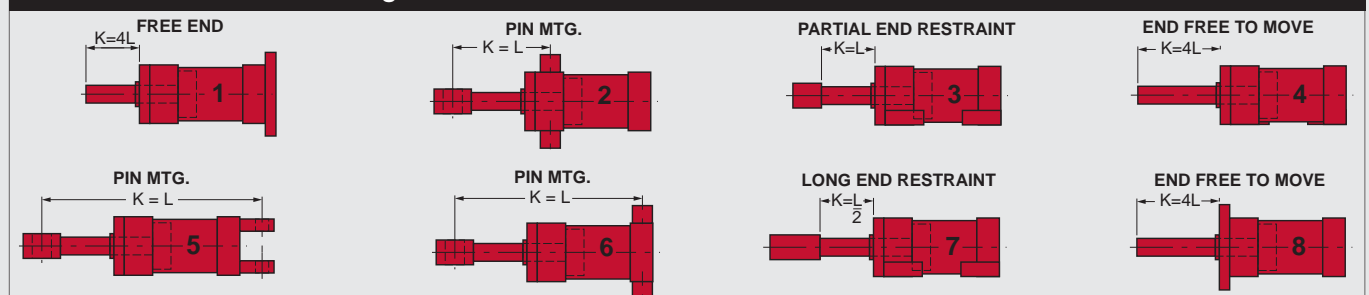 FREE END
K=4L
1
PIN MTG.
K = L
2
PARTIAL END RESTRAINT
K=L
3
END FREE TO MOVE
K=4L
4
PIN MTG.
K = L
5
PIN MTG.
K = L
6
LONG END RESTRAINT
K=L
2
7
END FREE TO MOVE
K=4L
8